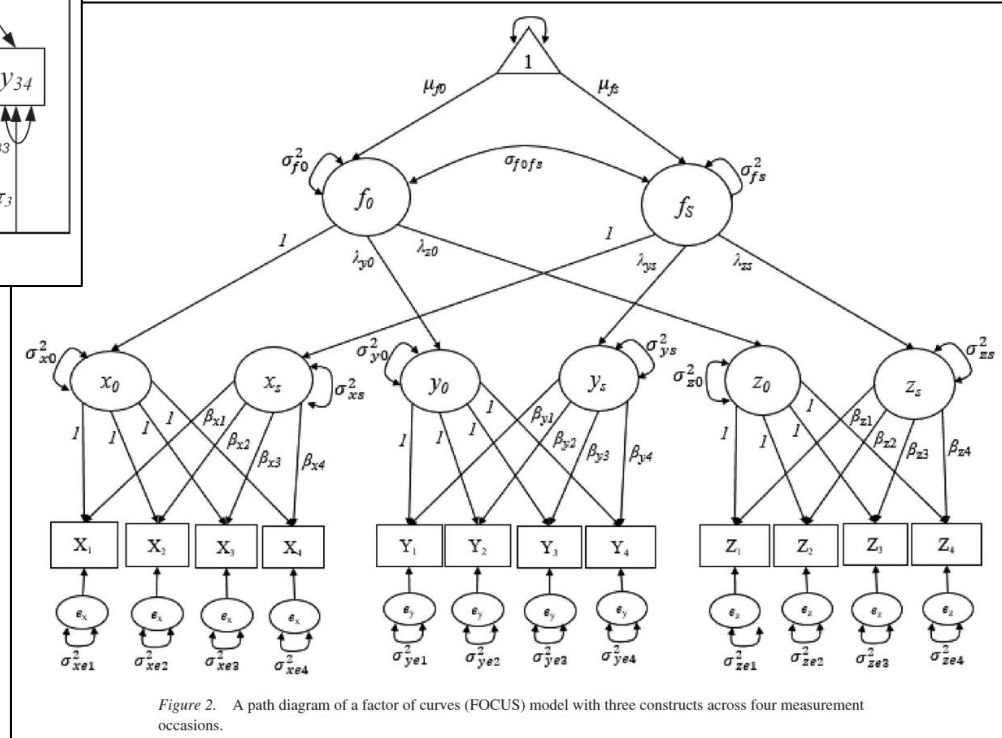 y34
33
τ3
1
μf0 μfs
σ²f0 σf0fs σ²fs
f0 fs
1 λy0 λz0 1 λys λzs
σ²x0 x0 xs σ²xs σ²y0 y0 ys σ²ys σ²z0 z0 zs σ²zs
1 1 1 1 βx1 βx2 βx3 βx4
1 1 1 1 βy1 βy2 βy3 βy4
1 1 1 1 βz1 βz2 βz3 βz4
X1 X2 X3 X4 Y1 Y2 Y3 Y4 Z1 Z2 Z3 Z4
ex ex ex ex ey ey ey ey ez ez ez ez
σ²xe1 σ²xe2 σ²xe3 σ²xe4 σ²ye1 σ²ye2 σ²ye3 σ²ye4 σ²ze1 σ²ze2 σ²ze3 σ²ze4
Figure 2. A path diagram of a factor of curves (FOCUS) model with three constructs across four measurement
occasions.